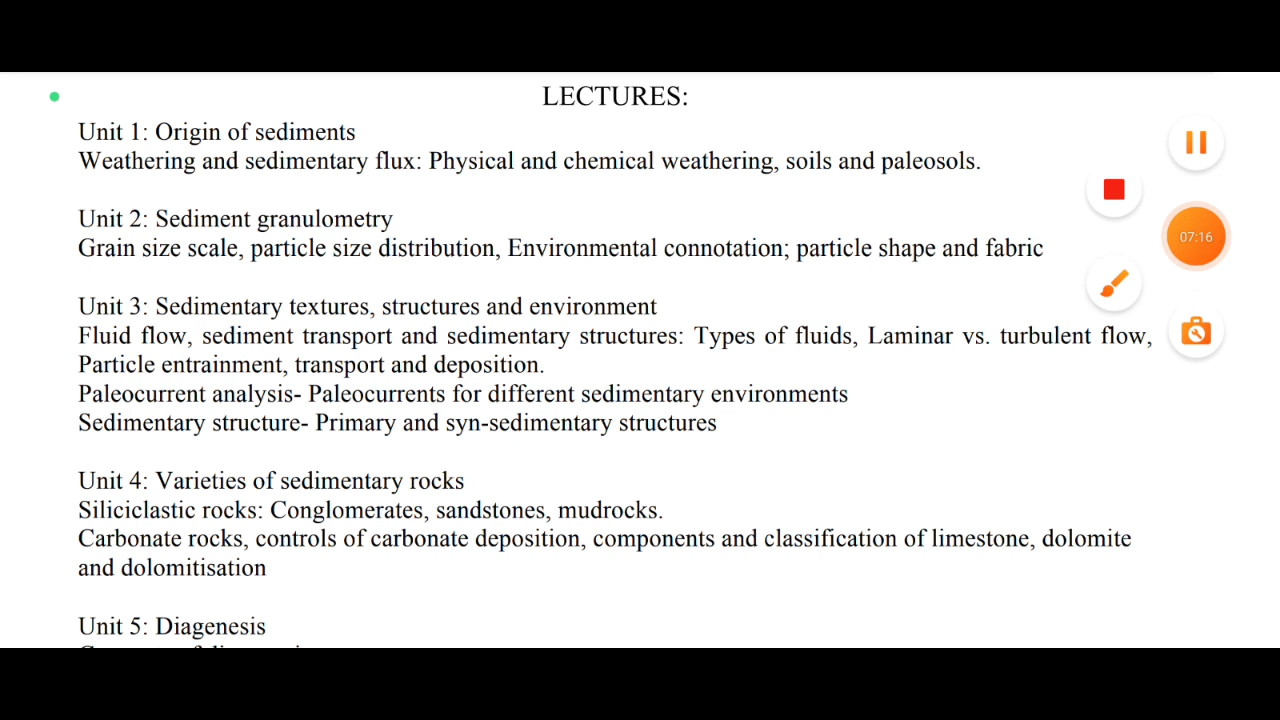 LECTURES:
Unit 1: Origin of sediments
Weathering and sedimentary flux: Physical and chemical weathering, soils and paleosols.
Unit 2: Sediment granulometry
Grain size scale, particle size distribution, Environmental connotation; particle shape and fabric
07:16
Unit 3: Sedimentary textures, structures and environment
Fluid flow, sediment transport and sedimentary structures: Types of fluids, Laminar vs. turbulent flow,
Particle entrainment, transport and deposition.
Paleocurrent analysis- Paleocurrents for different sedimentary environments
Sedimentary structure- Primary and syn-sedimentary structures
Unit 4: Varieties of sedimentary rocks
Siliciclastic rocks: Conglomerates, sandstones, mudrocks.
Carbonate rocks, controls of carbonate deposition, components and classification of limestone, dolomite
and dolomitisation
Unit 5: Diagenesis